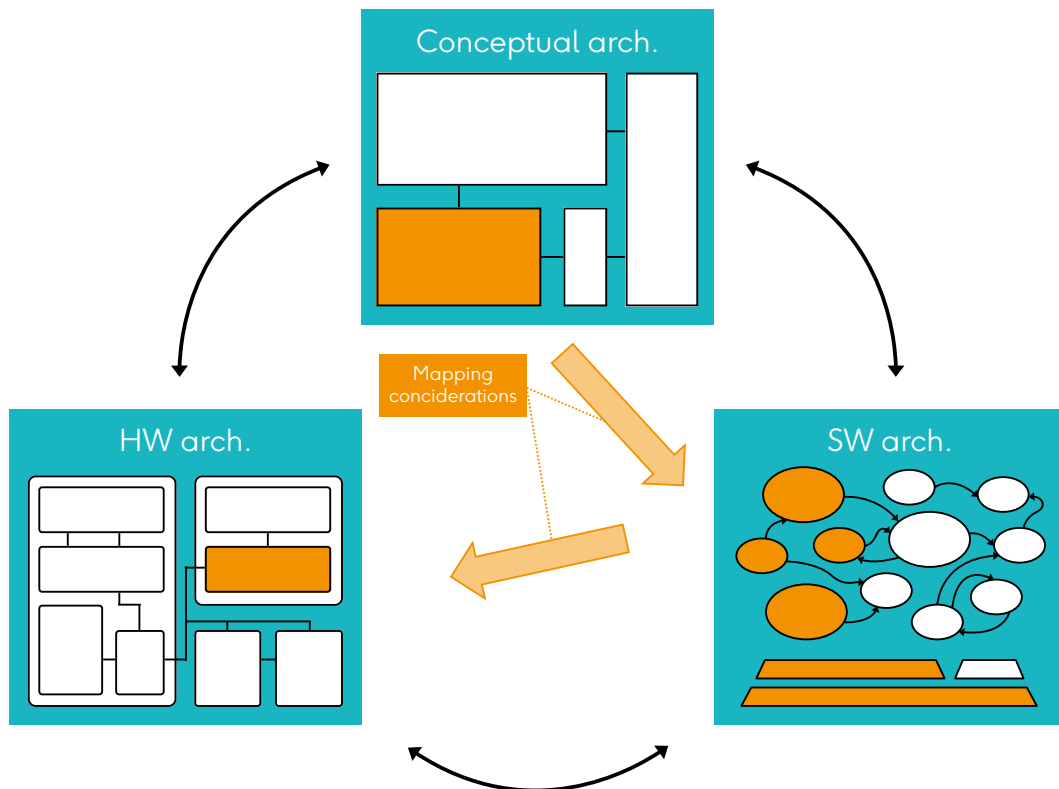 Conceptual arch.
Mapping
conciderations
HW arch.
SW arch.